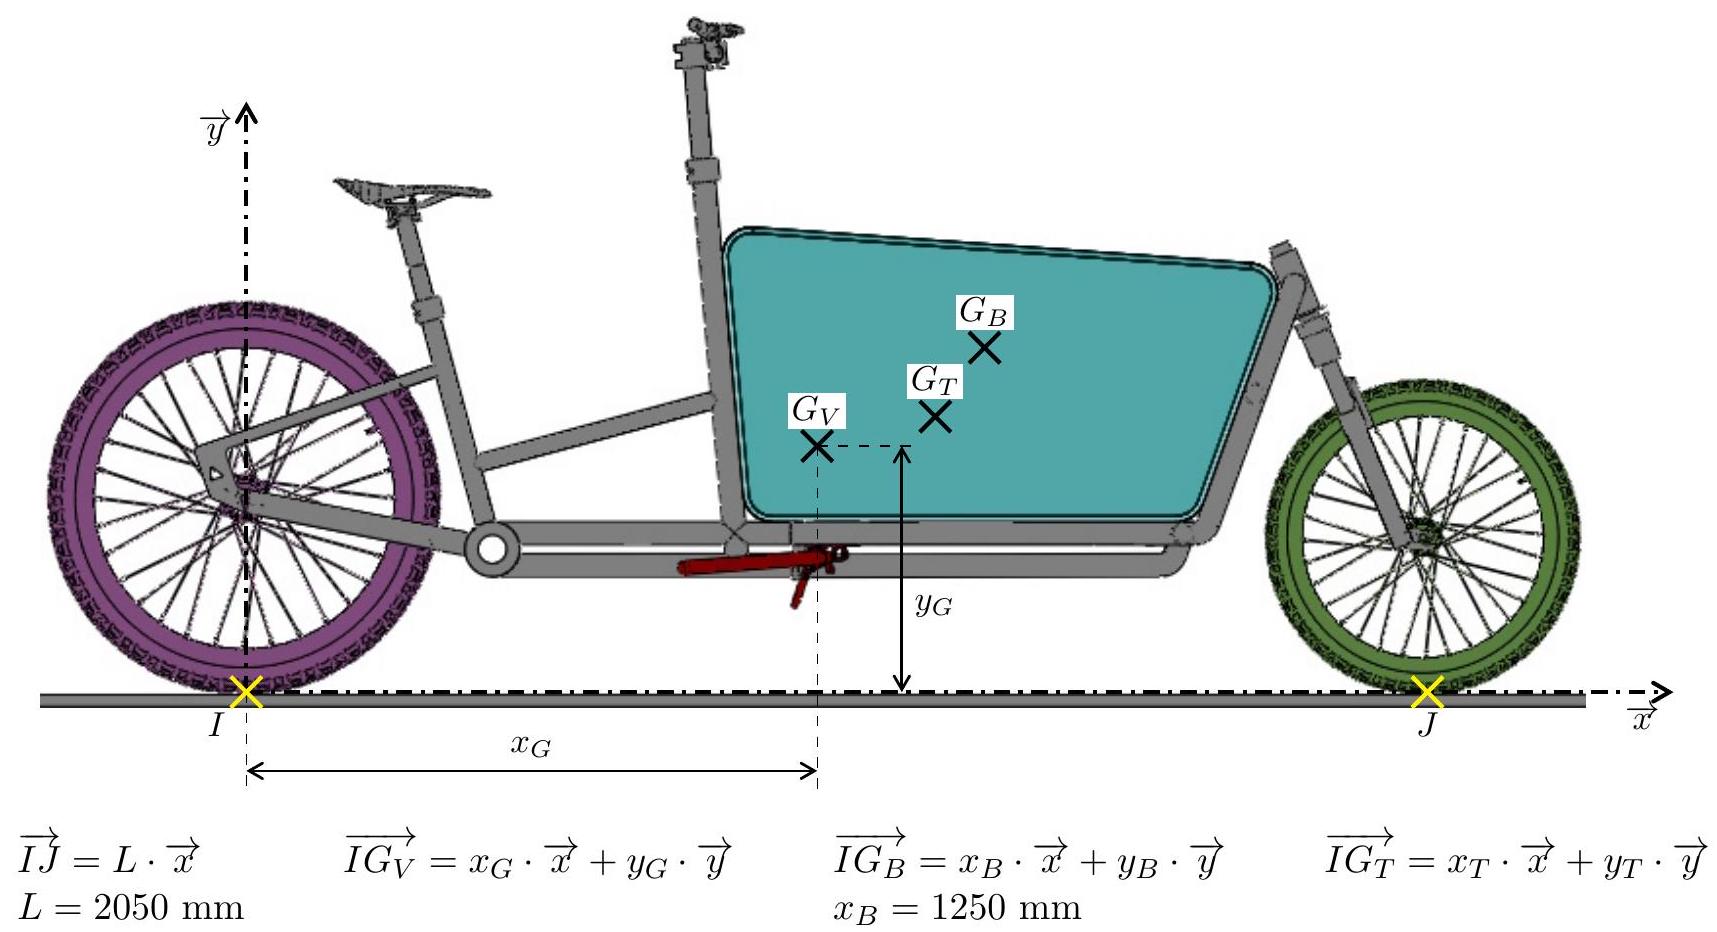 $\overrightarrow{y}$
$G_B$
$G_T$
$G_V$
$y_G$
$I$
$J$
$\overrightarrow{x}$
$x_G$
$\overrightarrow{IJ} = L \cdot \overrightarrow{x}$ $\overrightarrow{IG_V} = x_G \cdot \overrightarrow{x} + y_G \cdot \overrightarrow{y}$ $\overrightarrow{IG_B} = x_B \cdot \overrightarrow{x} + y_B \cdot \overrightarrow{y}$ $\overrightarrow{IG_T} = x_T \cdot \overrightarrow{x} + y_T \cdot \overrightarrow{y}$
$L = 2050$ mm $x_B = 1250$ mm